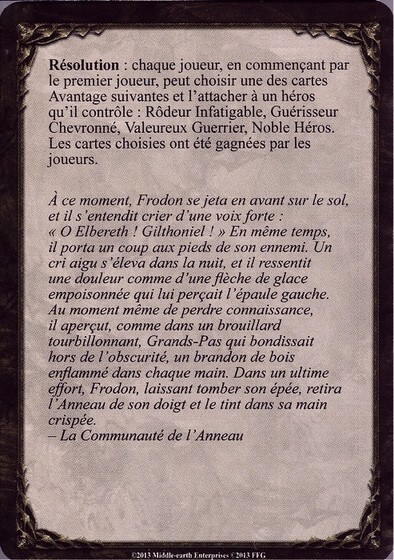 Résolution : chaque joueur, en commençant par
le premier joueur, peut choisir une des cartes
Avantage suivantes et l'attacher à un héros
qu'il contrôle : Rôdeur Infatigable, Guérisseur
Chevronné, Valeureux Guerrier, Noble Héros.
Les cartes choisies ont été gagnées par les
joueurs.
À ce moment, Frodon se jeta en avant sur le sol,
et il s'entendit crier d'une voix forte :
« O Elbereth ! Gilthoniel ! » En même temps,
il porta un coup aux pieds de son ennemi. Un
cri aigu s'éleva dans la nuit, et il ressentit
une douleur comme d'une flèche de glace
empoisonnée qui lui perçait l'épaule gauche.
Au moment même de perdre connaissance,
il aperçut, comme dans un brouillard
tourbillonnant, Grands-Pas qui bondissait
hors de l'obscurité, un brandon de bois
enflammé dans chaque main. Dans un ultime
effort, Frodon, laissant tomber son épée, retira
l'Anneau de son doigt et le tint dans sa main
crispée.
– La Communauté de l'Anneau
©2013 Middle-earth Enterprises ©2013 FFG